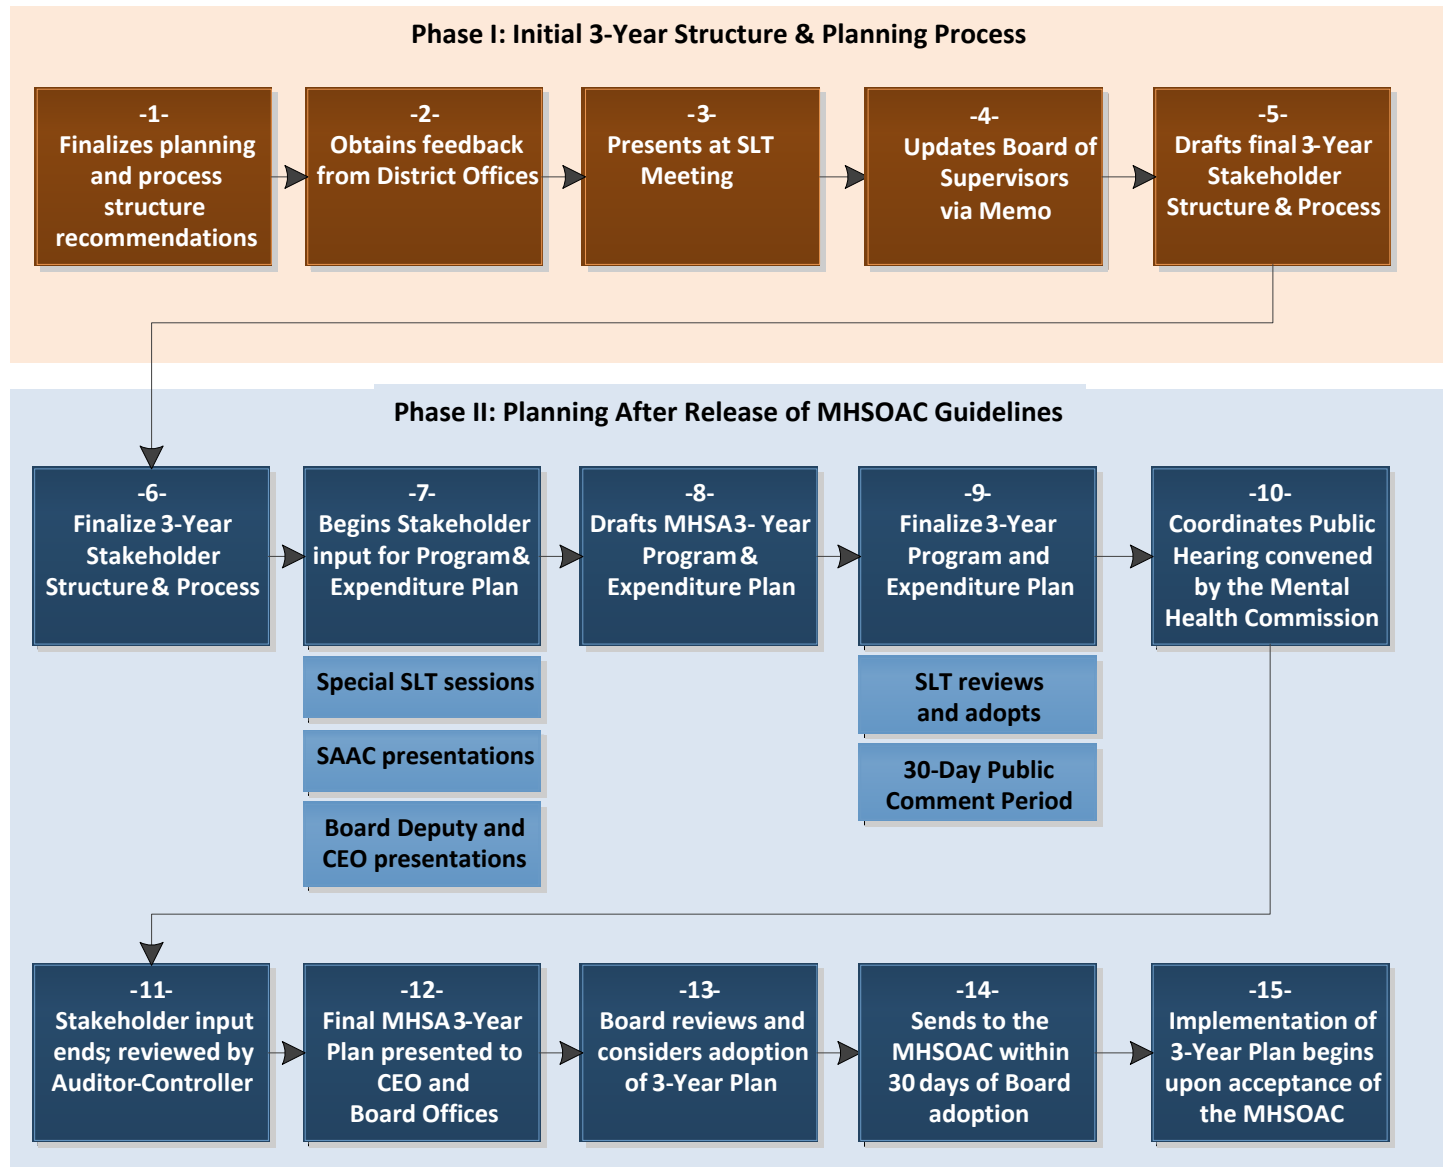 Phase I: Initial 3-Year Structure & Planning Process
-1-
Finalizes planning
and process
structure
recommendations
-2-
Obtains feedback
from District Offices
-3-
Presents at SLT
Meeting
-4-
Updates Board of
Supervisors
via Memo
-5-
Drafts final 3-Year
Stakeholder
Structure & Process
Phase II: Planning After Release of MHSOAC Guidelines
-6-
Finalize 3-Year
Stakeholder
Structure & Process
-7-
Begins Stakeholder
input for Program &
Expenditure Plan
Special SLT sessions
SAAC presentations
Board Deputy and
CEO presentations
-8-
Drafts MHSA 3- Year
Program &
Expenditure Plan
-9-
Finalize 3-Year
Program and
Expenditure Plan
SLT reviews
and adopts
30-Day Public
Comment Period
-10-
Coordinates Public
Hearing convened
by the Mental
Health Commission
-11-
Stakeholder input
ends; reviewed by
Auditor-Controller
-12-
Final MHSA 3-Year
Plan presented to
CEO and
Board Offices
-13-
Board reviews and
considers adoption
of 3-Year Plan
-14-
Sends to the
MHSOAC within
30 days of Board
adoption
-15-
Implementation of
3-Year Plan begins
upon acceptance of
the MHSOAC